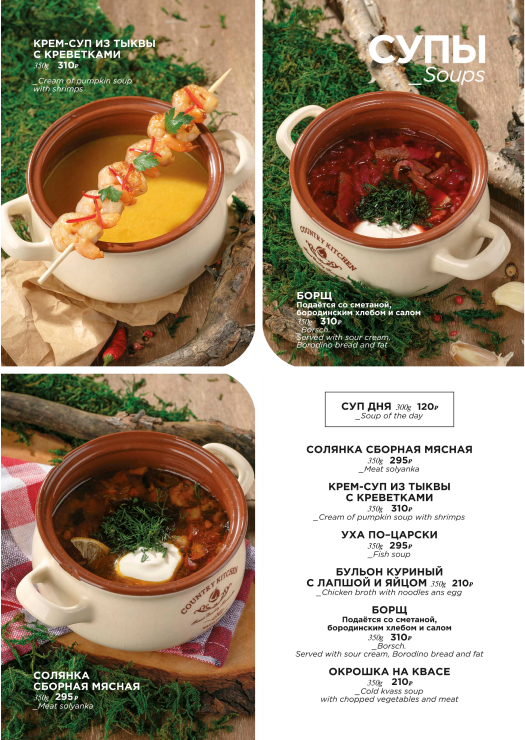 КРЕМ-СУП ИЗ ТЫКВЫ
С КРЕВЕТКАМИ
350g 310₽
_Cream of pumpkin soup
with shrimps
СУПЫ
_Soups
COUNTRY KITCHEN
БОРЩ
Подаётся со сметаной,
бородинским хлебом и салом
350g 310₽
_Borsch.
Served with sour cream,
Borodino bread and fat
COUNTRY KITCHEN
СОЛЯНКА
СБОРНАЯ МЯСНАЯ
350g 295₽
_Meat solyanka
СУП ДНЯ 300g 120₽
_Soup of the day
СОЛЯНКА СБОРНАЯ МЯСНАЯ
350g 295₽
_Meat solyanka
КРЕМ-СУП ИЗ ТЫКВЫ
С КРЕВЕТКАМИ
350g 310₽
_Cream of pumpkin soup with shrimps
УХА ПО-ЦАРСКИ
350g 295₽
_Fish soup
БУЛЬОН КУРИНЫЙ
С ЛАПШОЙ И ЯЙЦОМ 350g 210₽
_Chicken broth with noodles ans egg
БОРЩ
Подаётся со сметаной,
бородинским хлебом и салом
350g 310₽
_Borsch.
Served with sour cream, Borodino bread and fat
ОКРОШКА НА КВАСЕ
350g 210₽
_Cold kvass soup
with chopped vegetables and meat